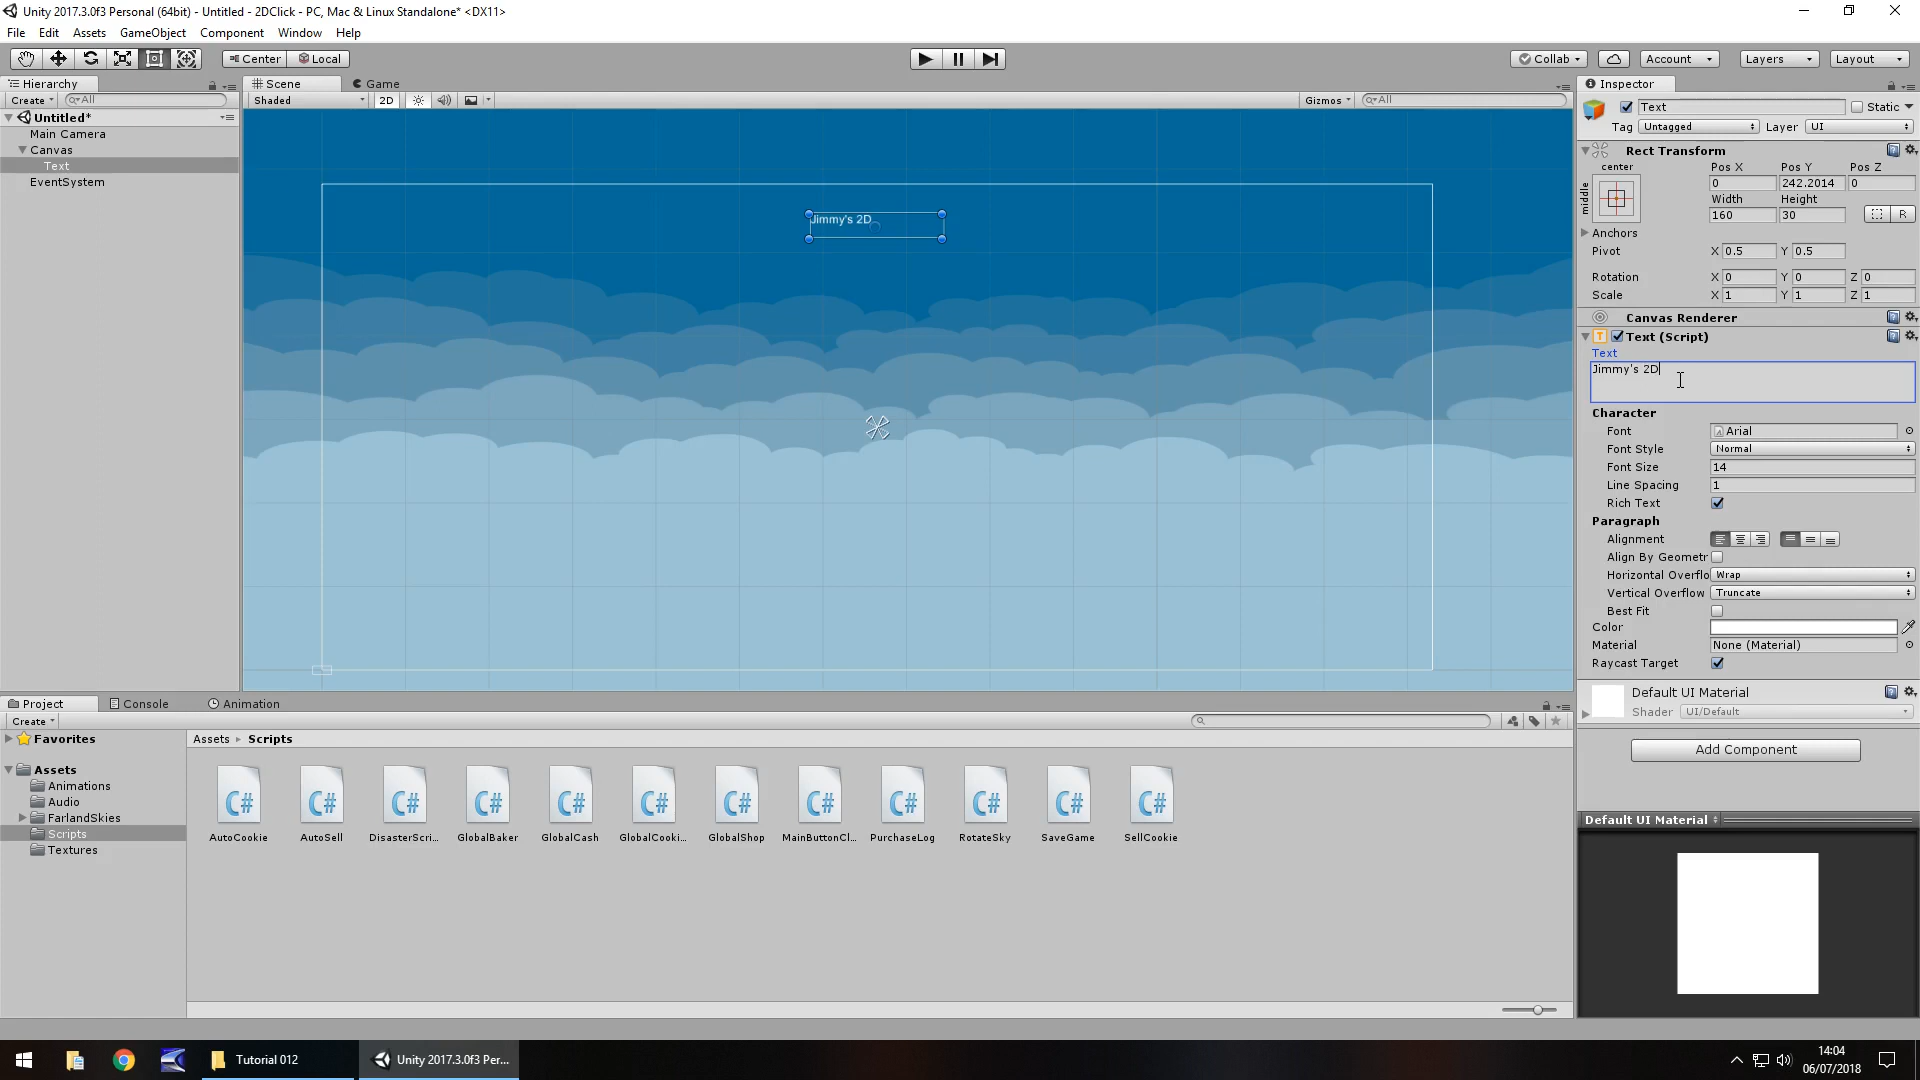 Unity 2017.3.0f3 Personal (64bit) - Untitled - 2DClick - PC, Mac & Linux Standalone* <DX11>
File Edit Assets GameObject Component Window Help
Center Local Collab Account Layers Layout
Hierarchy
Create All
Untitled*
Main Camera
Canvas
Text
EventSystem
Scene Game
Shaded 2D Gizmos All
Jimmy's 2D
Inspector
Text Static
Tag Untagged Layer UI
Rect Transform
center
middle
Pos X Pos Y Pos Z
0 242.2014 0
Width Height
160 30 R
Anchors
Pivot X 0.5 Y 0.5
Rotation X 0 Y 0 Z 0
Scale X 1 Y 1 Z 1
Canvas Renderer
Text (Script)
Text
Jimmy's 2D
Character
Font Arial
Font Style Normal
Font Size 14
Line Spacing 1
Rich Text
Paragraph
Alignment
Align By Geometr
Horizontal Overflo Wrap
Vertical Overflow Truncate
Best Fit
Color
Material None (Material)
Raycast Target
Default UI Material
Shader UI/Default
Add Component
Default UI Material
Project Console Animation
Create
Favorites
Assets
Animations
Audio
FarlandSkies
Scripts
Textures
Assets Scripts
C# C# C# C# C# C# C# C# C# C# C# C#
AutoCookie AutoSell DisasterScri... GlobalBaker GlobalCash GlobalCooki... GlobalShop MainButtonCl... PurchaseLog RotateSky SaveGame SellCookie
Tutorial 012 Unity 2017.3.0f3 Per...
14:04
06/07/2018